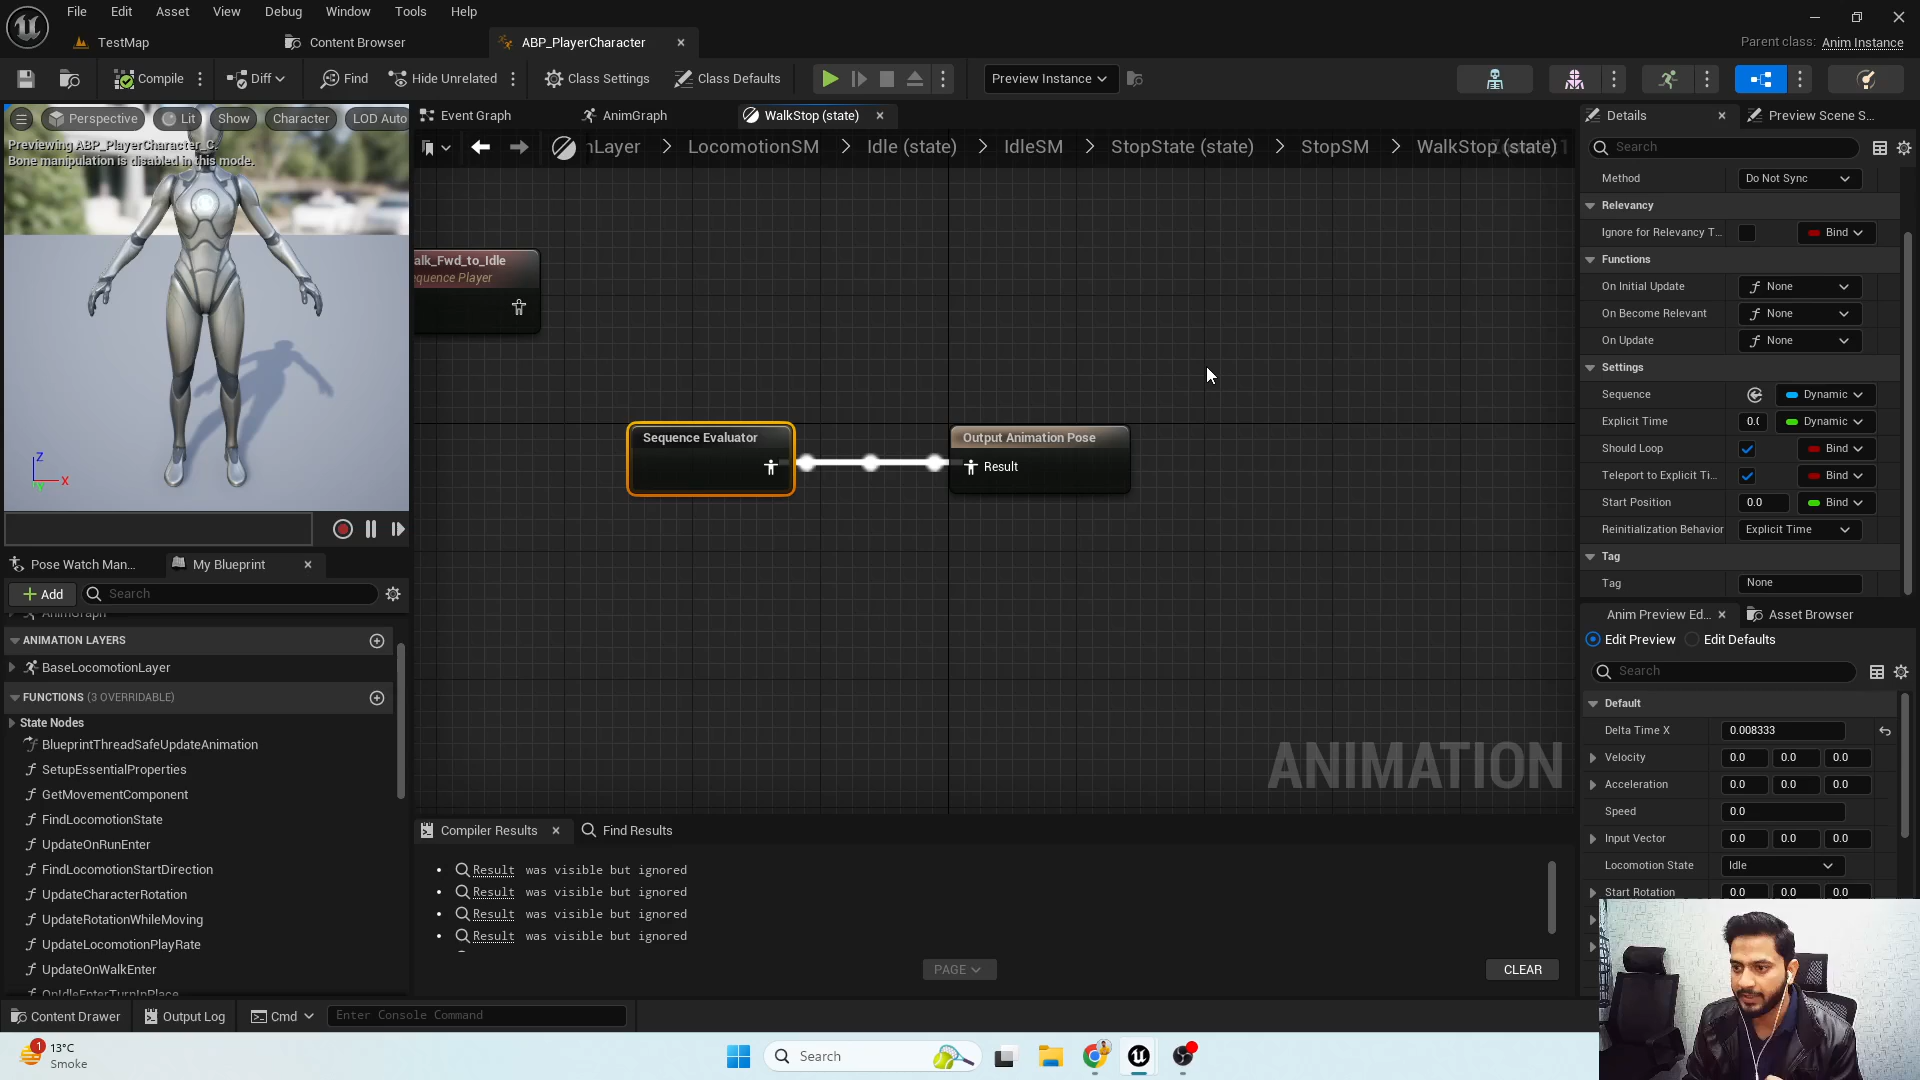 File Edit Asset View Debug Window Tools Help
TestMap Content Browser ABP_PlayerCharacter
Parent class: Anim Instance
Compile Diff Find Hide Unrelated Class Settings Class Defaults Preview Instance
Perspective Lit Show Character LOD Auto
Previewing ABP_PlayerCharacter_C.
Bone manipulation is disabled in this mode.
Z
X
Event Graph AnimGraph WalkStop (state)
nLayer > LocomotionSM > Idle (state) > IdleSM > StopState (state) > StopSM > WalkStop (state)
alk_Fwd_to_Idle
equence Player
Sequence Evaluator
Output Animation Pose
Result
ANIMATION
Pose Watch Man... My Blueprint
Add Search
AnimGraph
ANIMATION LAYERS
BaseLocomotionLayer
FUNCTIONS (3 OVERRIDABLE)
State Nodes
BlueprintThreadSafeUpdateAnimation
SetupEssentialProperties
GetMovementComponent
FindLocomotionState
UpdateOnRunEnter
FindLocomotionStartDirection
UpdateCharacterRotation
UpdateRotationWhileMoving
UpdateLocomotionPlayRate
UpdateOnWalkEnter
OnIdleEnterTurnInPlace
Compiler Results Find Results
• Result was visible but ignored
• Result was visible but ignored
• Result was visible but ignored
• Result was visible but ignored
PAGE
CLEAR
Details Preview Scene S...
Search
Method Do Not Sync
Relevancy
Ignore for Relevancy T... Bind
Functions
On Initial Update None
On Become Relevant None
On Update None
Settings
Sequence Dynamic
Explicit Time 0.( Dynamic
Should Loop Bind
Teleport to Explicit Ti... Bind
Start Position 0.0 Bind
Reinitialization Behavior Explicit Time
Tag
Tag None
Anim Preview Ed... Asset Browser
Edit Preview Edit Defaults
Search
Default
Delta Time X 0.008333
Velocity 0.0 0.0 0.0
Acceleration 0.0 0.0 0.0
Speed 0.0
Input Vector 0.0 0.0 0.0
Locomotion State Idle
Start Rotation 0.0 0.0 0.0
Content Drawer Output Log Cmd Enter Console Command
1
13°C
Smoke
Search